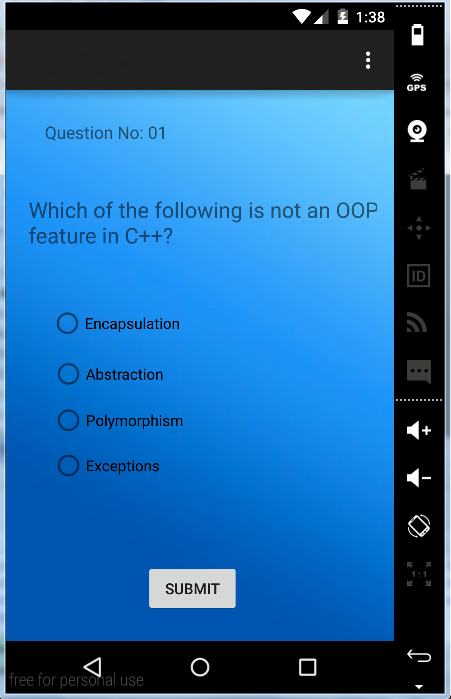 1:38
GPS
Question No: 01
Which of the following is not an OOP
feature in C++?
ID
Encapsulation
Abstraction
Polymorphism
Exceptions
1:1
SUBMIT
free for personal use